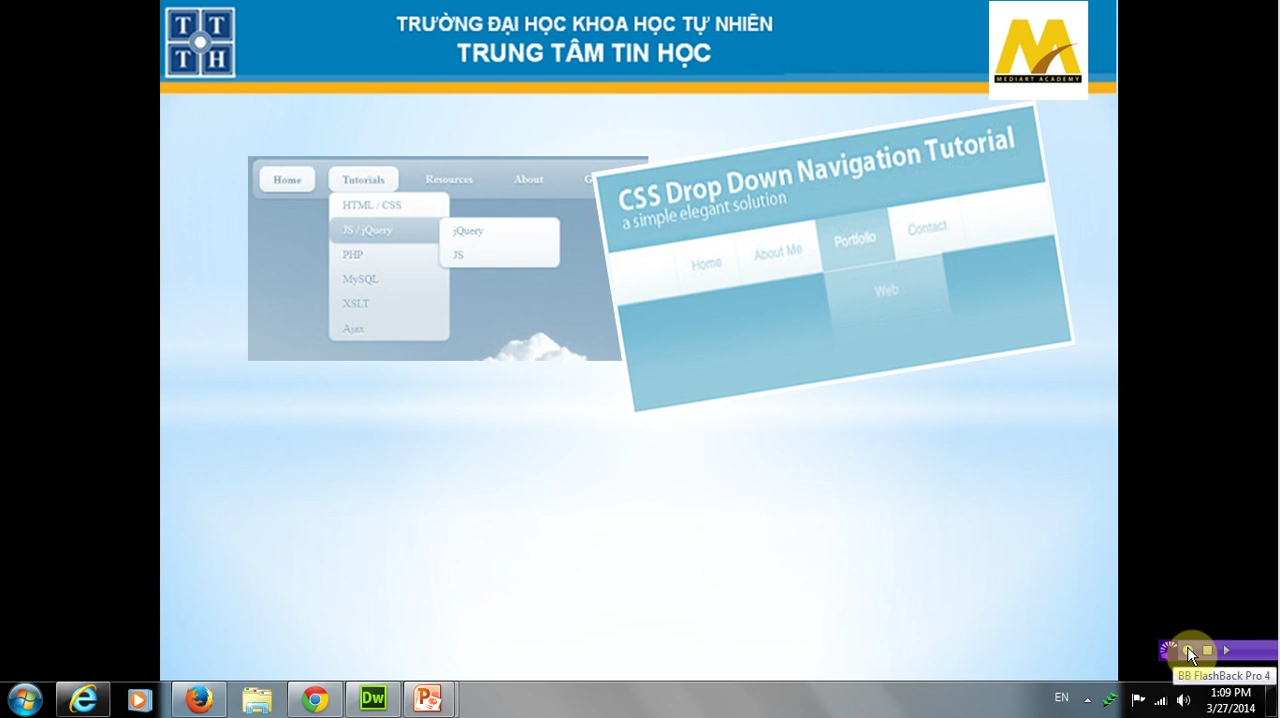 T T
T H
TRƯỜNG ĐẠI HỌC KHOA HỌC TỰ NHIÊN
TRUNG TÂM TIN HỌC
M
MEDIART ACADEMY
Home
Tutorials
Resources
About
HTML / CSS
JS / jQuery
jQuery
JS
PHP
MySQL
XSLT
Ajax
CSS Drop Down Navigation Tutorial
a simple elegant solution
Home
About Me
Portfolio
Contact
Web
BB FlashBack Pro 4
Dw
P
EN
1:09 PM
3/27/2014